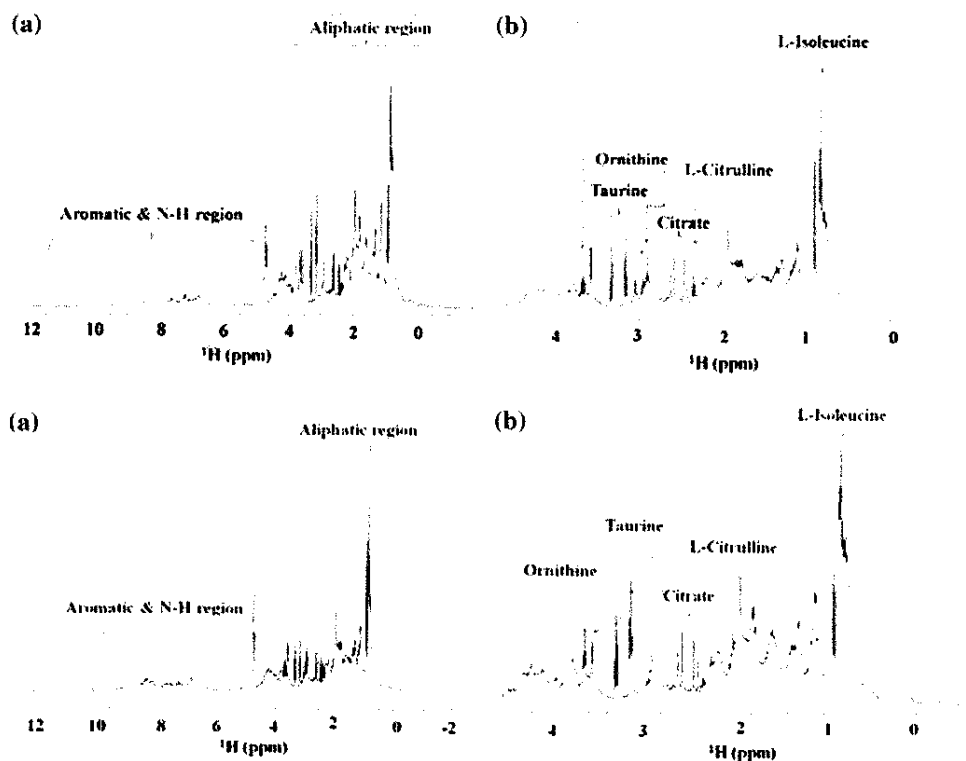 (a)
Aliphatic region
Aromatic & N-H region
12 10 8 6 4 2 0
¹H (ppm)
(b)
L-Isoleucine
Ornithine
L-Citrulline
Taurine
Citrate
4 3 2 1 0
¹H (ppm)
(a)
Aliphatic region
Aromatic & N-H region
12 10 8 6 4 2 0 -2
¹H (ppm)
(b)
L-Isoleucine
Taurine
L-Citrulline
Ornithine
Citrate
4 3 2 1 0
¹H (ppm)